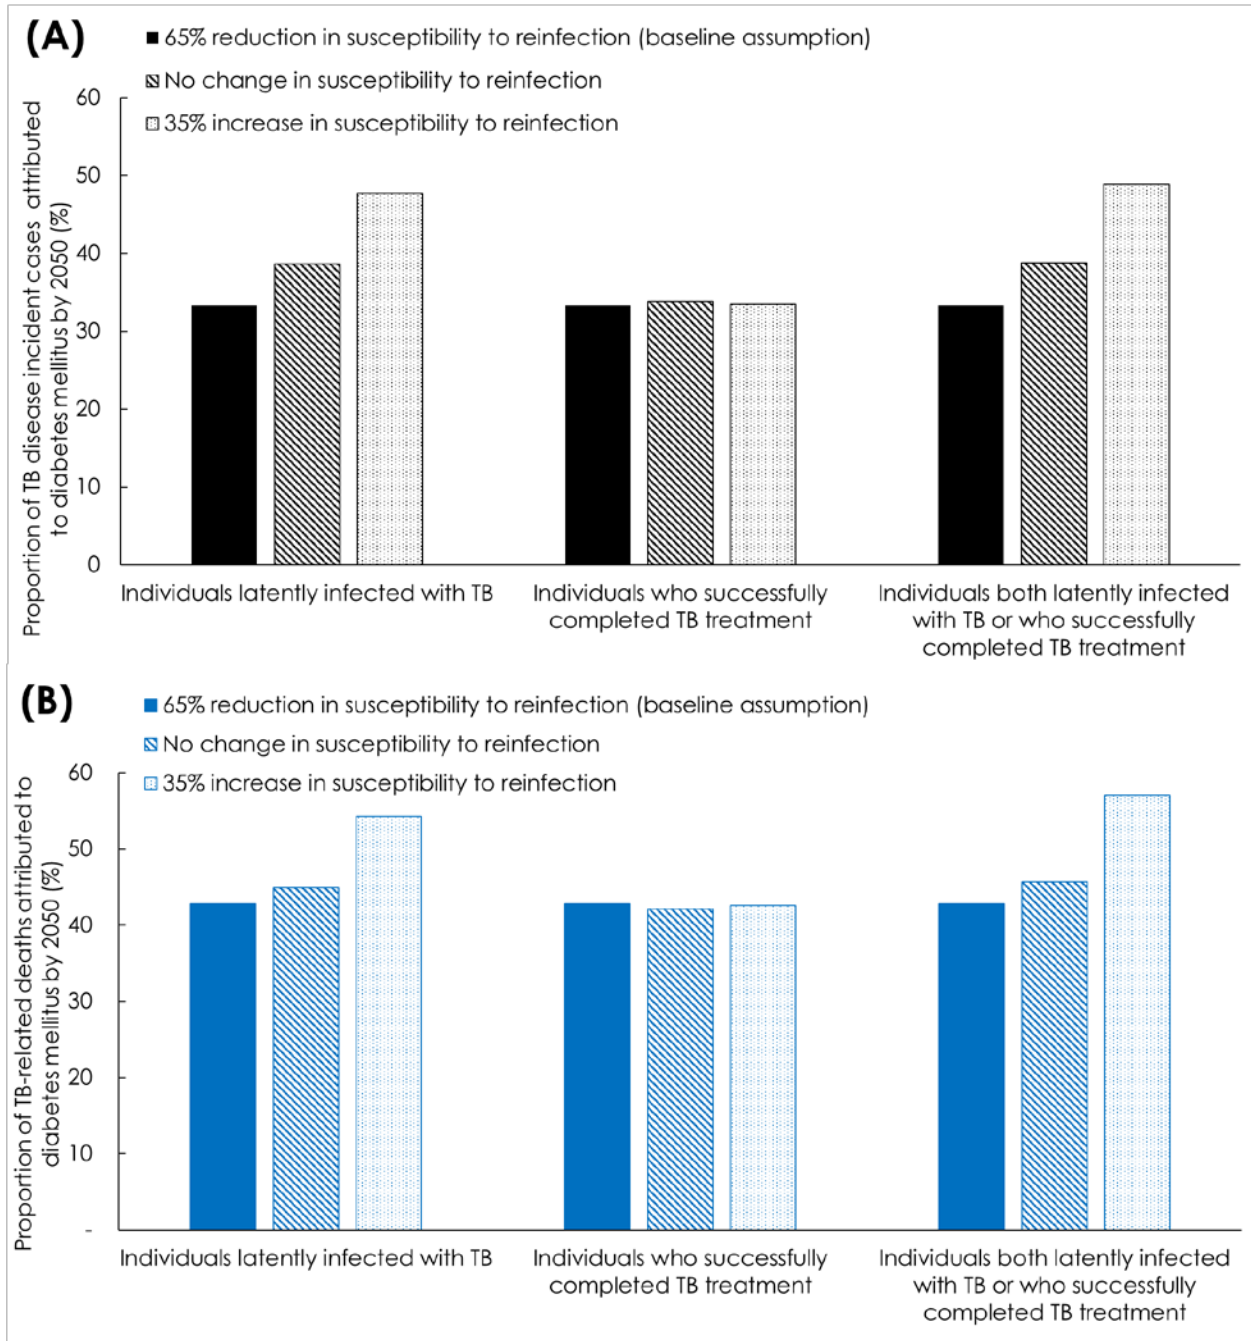 (A)
65% reduction in susceptibility to reinfection (baseline assumption)
No change in susceptibility to reinfection
35% increase in susceptibility to reinfection
Proportion of TB disease incident cases attributed
to diabetes mellitus by 2050 (%)
60
50
40
30
20
10
0
Individuals latently infected with TB
Individuals who successfully
completed TB treatment
Individuals both latently infected
with TB or who successfully
completed TB treatment
(B)
65% reduction in susceptibility to reinfection (baseline assumption)
No change in susceptibility to reinfection
35% increase in susceptibility to reinfection
Proportion of TB-related deaths attributed to
diabetes mellitus by 2050 (%)
60
50
40
30
20
10
-
Individuals latently infected with TB
Individuals who successfully
completed TB treatment
Individuals both latently infected
with TB or who successfully
completed TB treatment